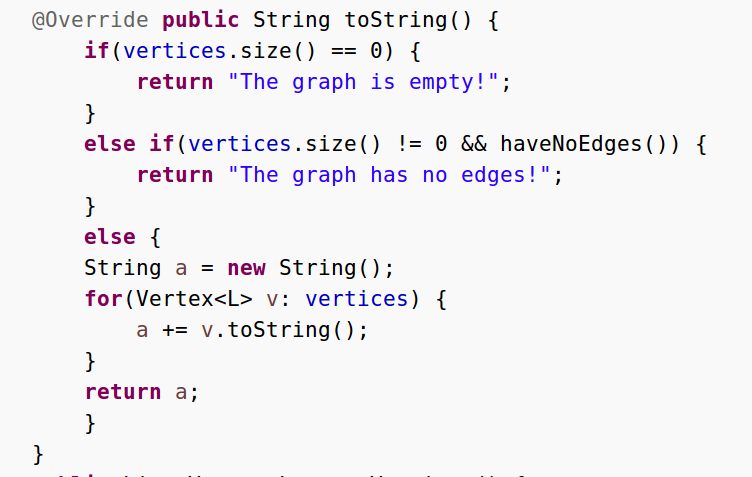 @Override public String toString() {
if(vertices.size() == 0) {
return "The graph is empty!";
}
else if(vertices.size() != 0 && haveNoEdges()) {
return "The graph has no edges!";
}
else {
String a = new String();
for(Vertex<L> v: vertices) {
a += v.toString();
}
return a;
}
}